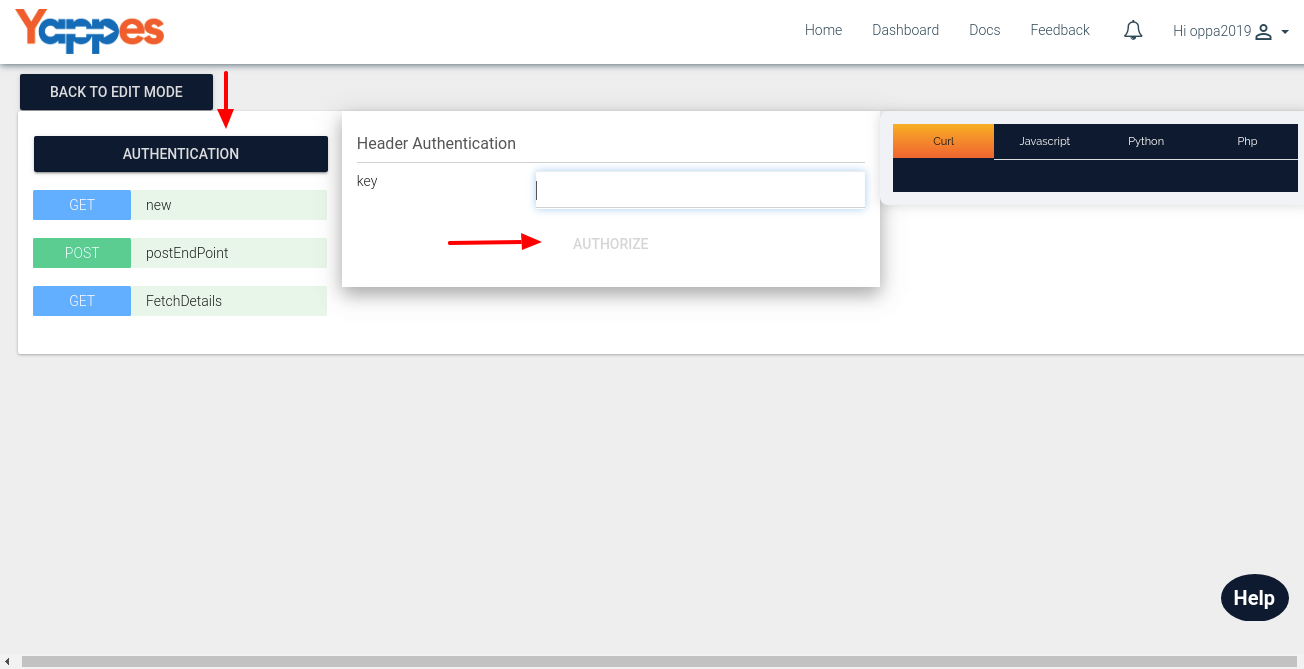 Yappes
Home Dashboard Docs Feedback Hi oppa2019
BACK TO EDIT MODE
AUTHENTICATION
GET new
POST postEndPoint
GET FetchDetails
Header Authentication
key
AUTHORIZE
Curl Javascript Python Php
Help